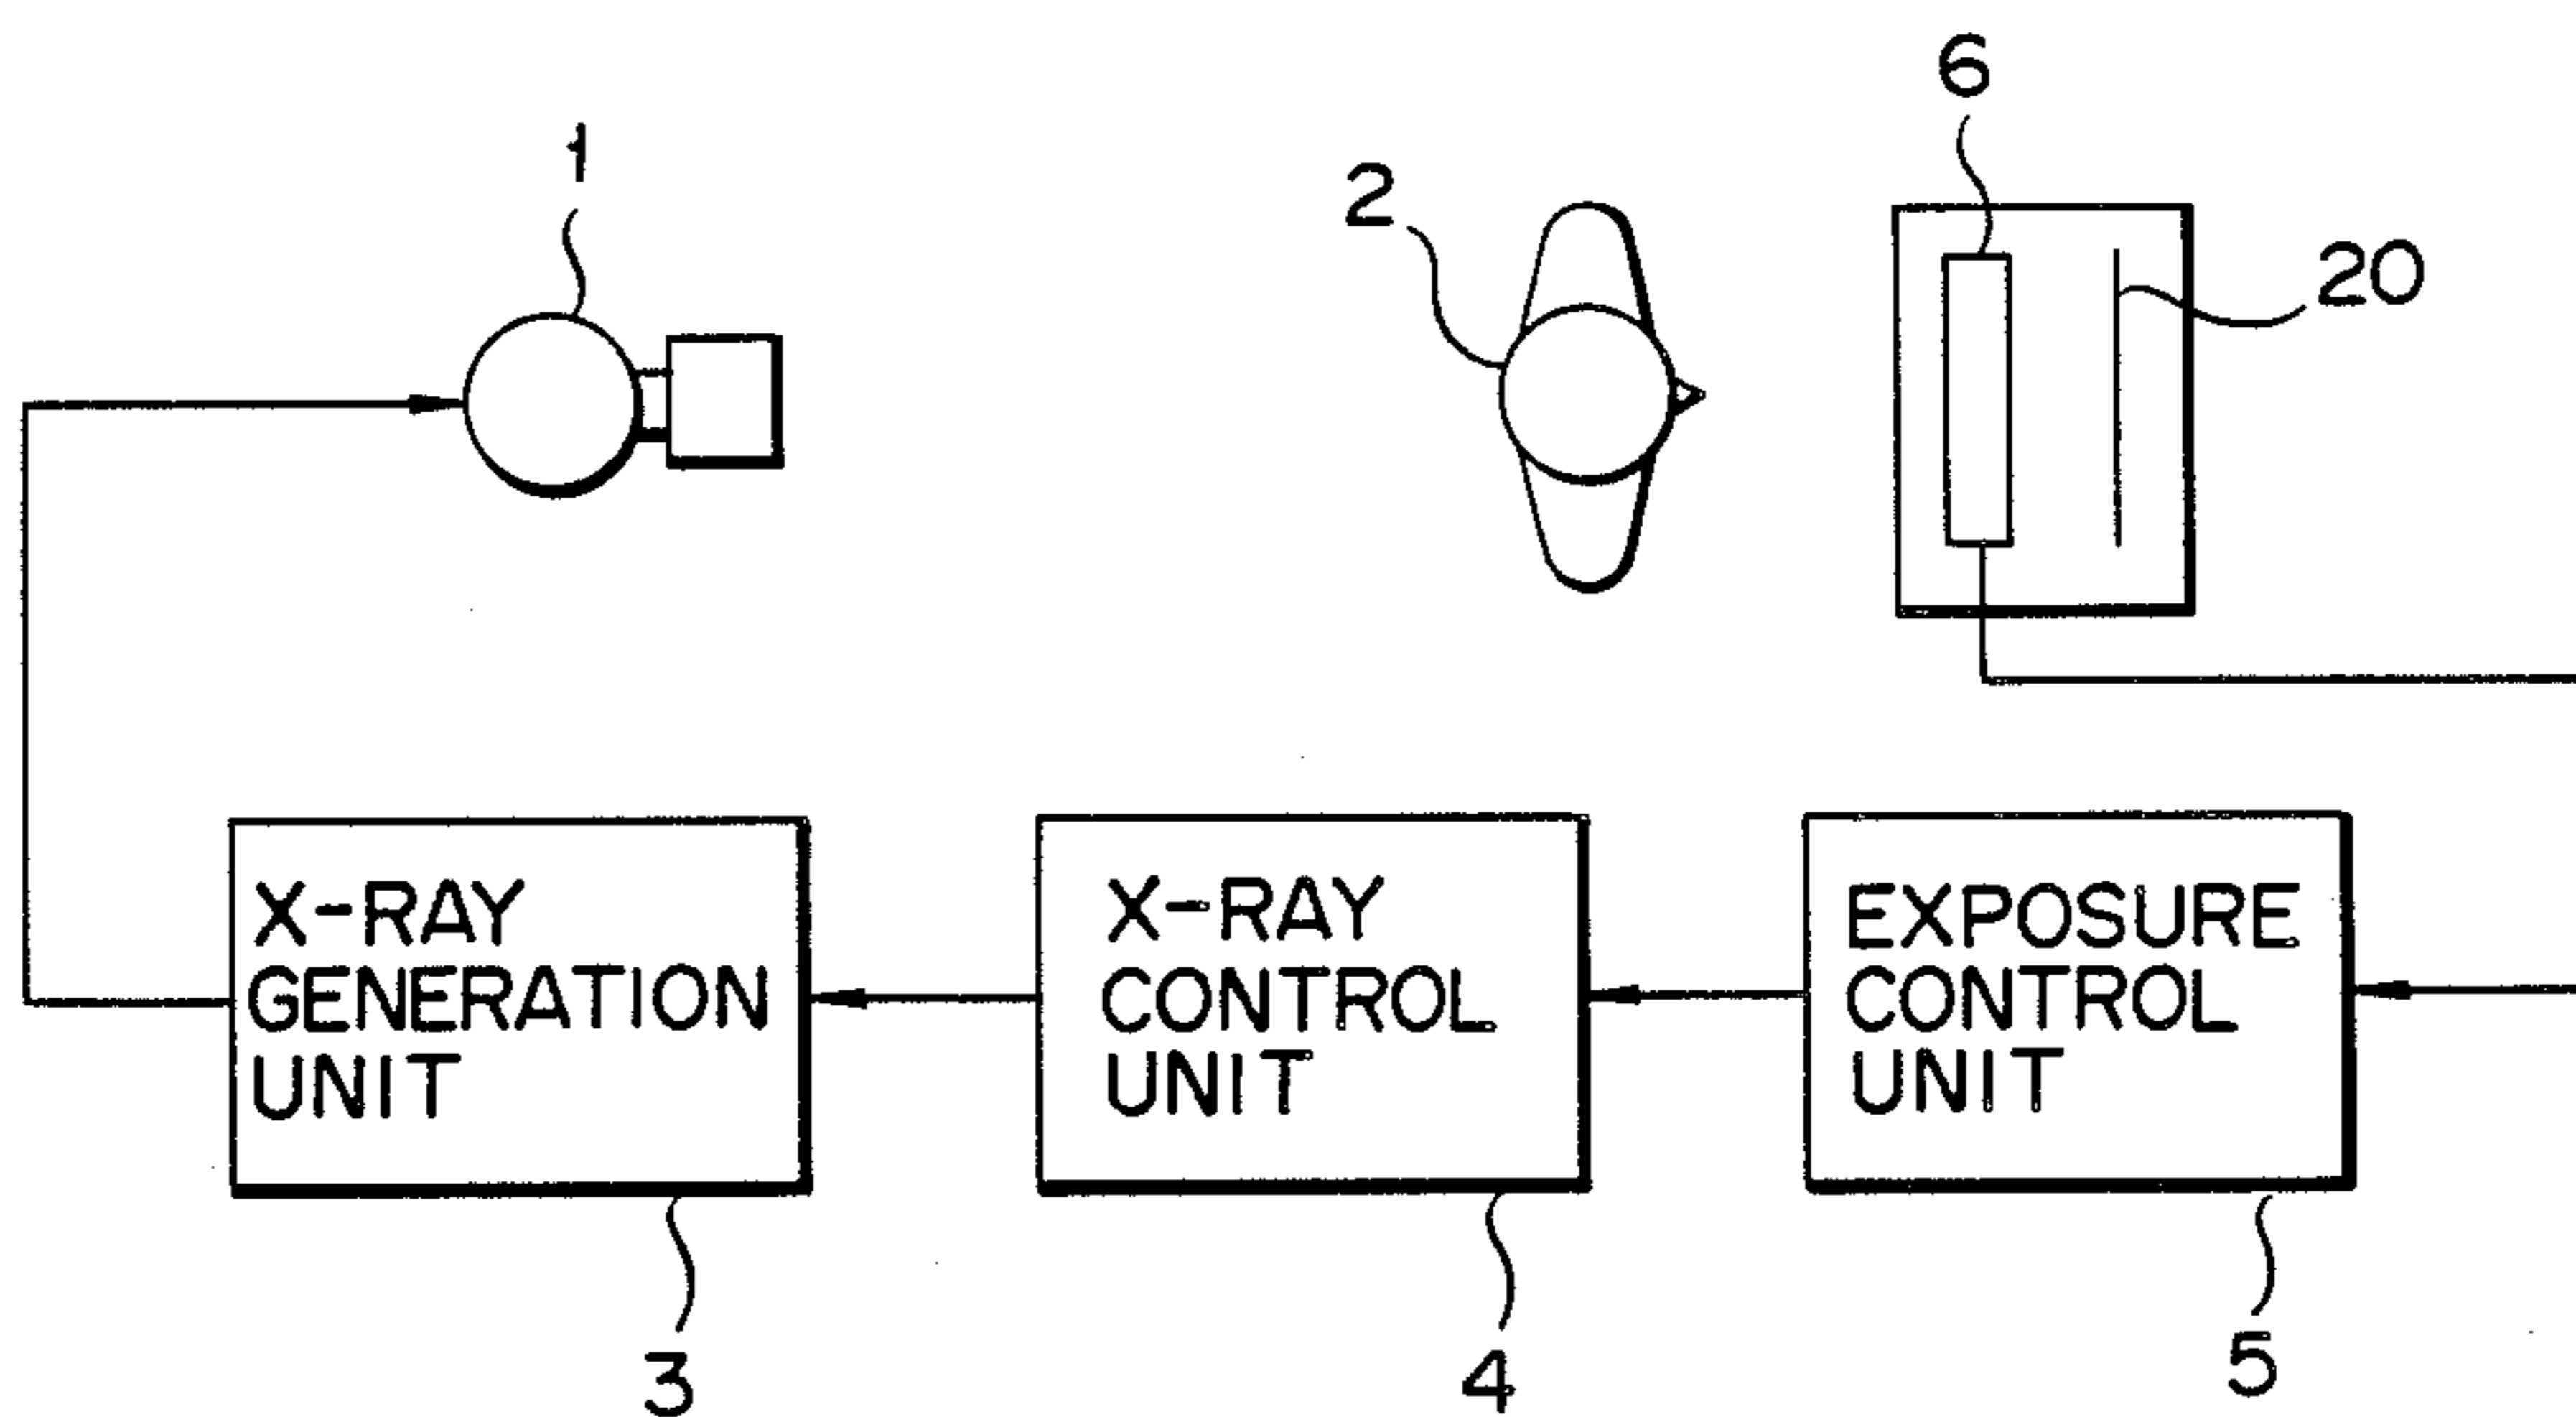 1
2
6
20
X-RAY
GENERATION
UNIT
X-RAY
CONTROL
UNIT
EXPOSURE
CONTROL
UNIT
3
4
5